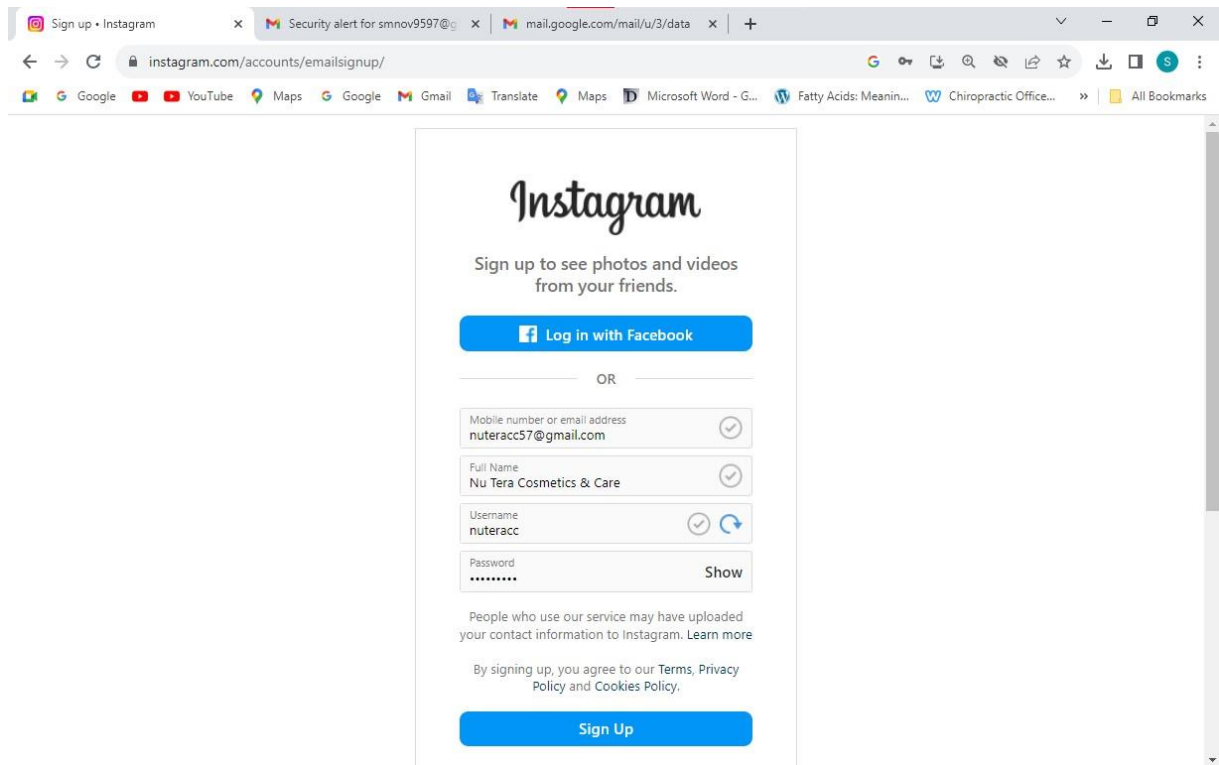 Sign up • Instagram
Security alert for smnov9597@g
mail.google.com/mail/u/3/data
instagram.com/accounts/emailsignup/
Google YouTube Maps Google Gmail Translate Maps Microsoft Word - G... Fatty Acids: Meanin... Chiropractic Office... » All Bookmarks
Instagram
Sign up to see photos and videos
from your friends.
Log in with Facebook
OR
Mobile number or email address
nuteracc57@gmail.com
Full Name
Nu Tera Cosmetics & Care
Username
nuteracc
Password
•••••••••
Show
People who use our service may have uploaded
your contact information to Instagram. Learn more
By signing up, you agree to our Terms, Privacy
Policy and Cookies Policy.
Sign Up